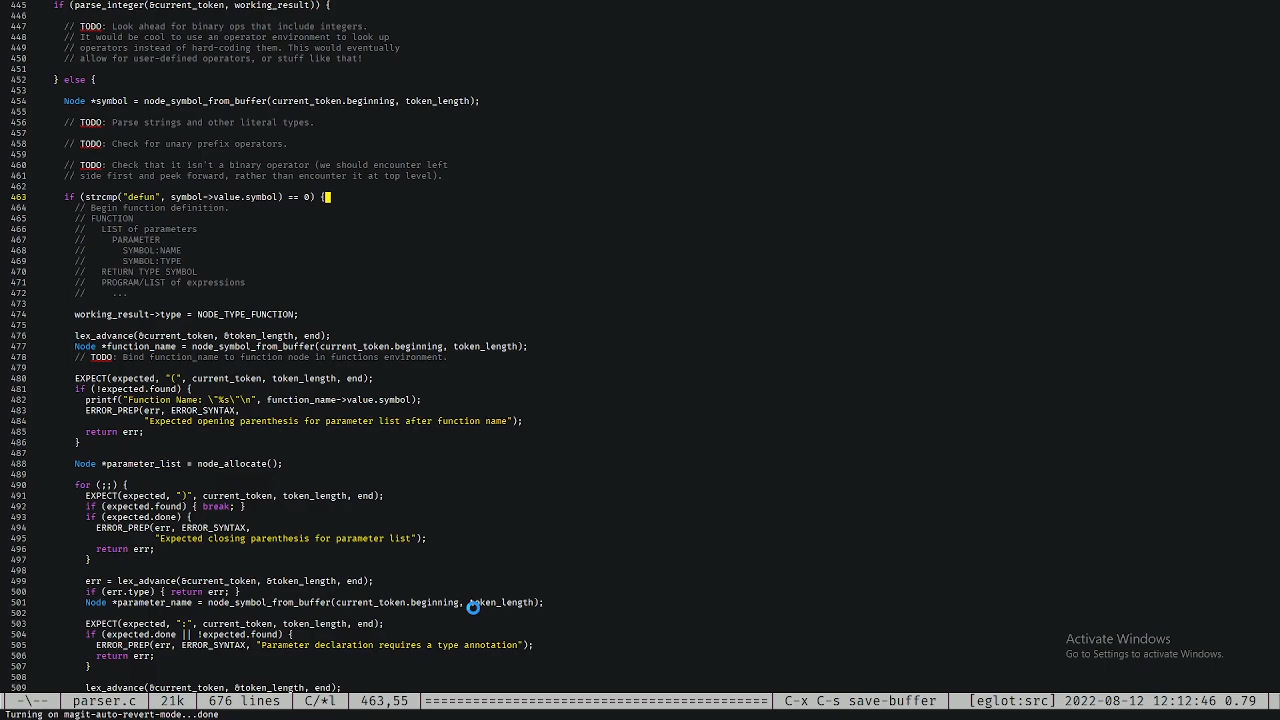 445 if (parse_integer(&current_token, working_result)) {
446
447 // TODO: Look ahead for binary ops that include integers.
448 // It would be cool to use an operator environment to look up
449 // operators instead of hard-coding them. This would eventually
450 // allow for user-defined operators, or stuff like that!
451
452 } else {
453
454 Node *symbol = node_symbol_from_buffer(current_token.beginning, token_length);
455
456 // TODO: Parse strings and other literal types.
457
458 // TODO: Check for unary prefix operators.
459
460 // TODO: Check that it isn't a binary operator (we should encounter left
461 // side first and peek forward, rather than encounter it at top level).
462
463 if (strcmp("defun", symbol->value.symbol) == 0) {
464 // Begin function definition.
465 // FUNCTION
466 // LIST of parameters
467 // PARAMETER
468 // SYMBOL:NAME
469 // SYMBOL:TYPE
470 // RETURN TYPE SYMBOL
471 // PROGRAM/LIST of expressions
472 // ...
473
474 working_result->type = NODE_TYPE_FUNCTION;
475
476 lex_advance(&current_token, &token_length, end);
477 Node *function_name = node_symbol_from_buffer(current_token.beginning, token_length);
478 // TODO: Bind function_name to function node in functions environment.
479
480 EXPECT(expected, "(", current_token, token_length, end);
481 if (!expected.found) {
482 printf("Function Name: \"%s\"\n", function_name->value.symbol);
483 ERROR_PREP(err, ERROR_SYNTAX,
484 "Expected opening parenthesis for parameter list after function name");
485 return err;
486 }
487
488 Node *parameter_list = node_allocate();
489
490 for (;;) {
491 EXPECT(expected, ")", current_token, token_length, end);
492 if (expected.found) { break; }
493 if (expected.done) {
494 ERROR_PREP(err, ERROR_SYNTAX,
495 "Expected closing parenthesis for parameter list");
496 return err;
497 }
498
499 err = lex_advance(&current_token, &token_length, end);
500 if (err.type) { return err; }
501 Node *parameter_name = node_symbol_from_buffer(current_token.beginning, token_length);
502
503 EXPECT(expected, ":", current_token, token_length, end);
504 if (expected.done || !expected.found) {
505 ERROR_PREP(err, ERROR_SYNTAX, "Parameter declaration requires a type annotation");
506 return err;
507 }
508
509 lex_advance(&current_token, &token_length, end);
Activate Windows
Go to Settings to activate Windows.
-\-- parser.c 21k 676 lines C/*l 463,55 ================================================ C-x C-s save-buffer [eglot:src] 2022-08-12 12:12:46 0.79
Turning on magit-auto-revert-mode...done